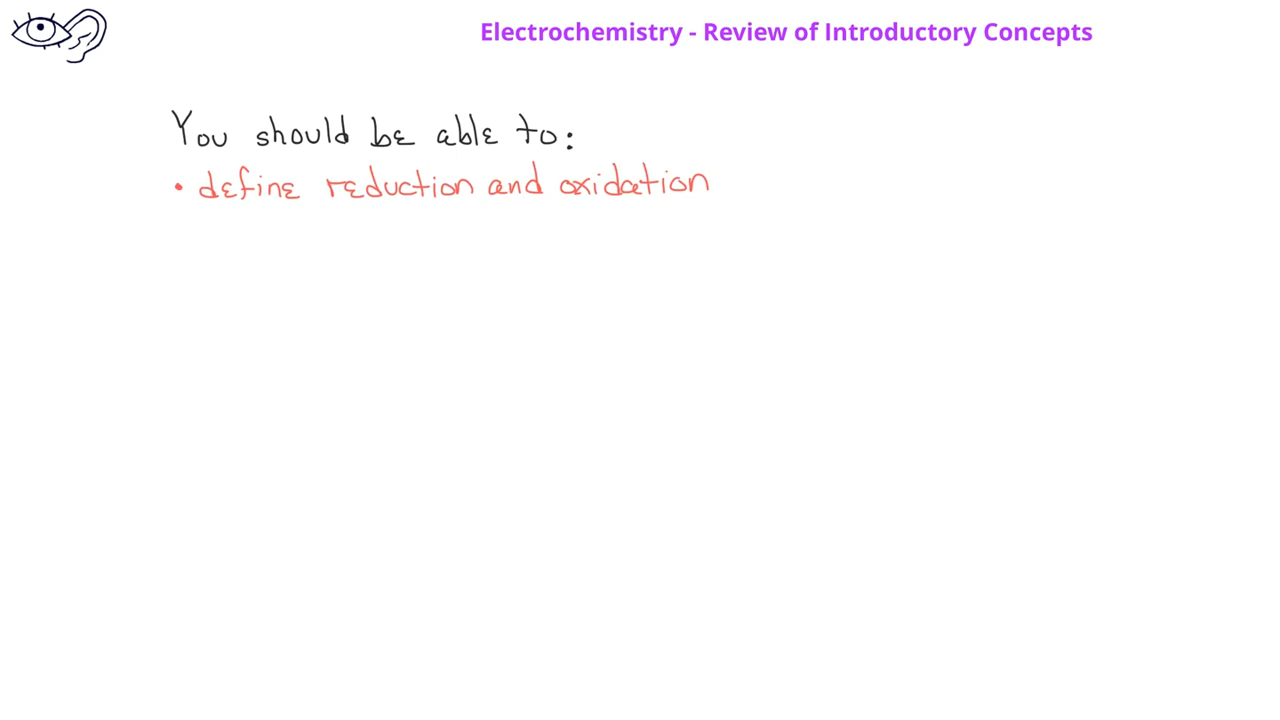 Electrochemistry - Review of Introductory Concepts
You should be able to:
• define reduction and oxidation